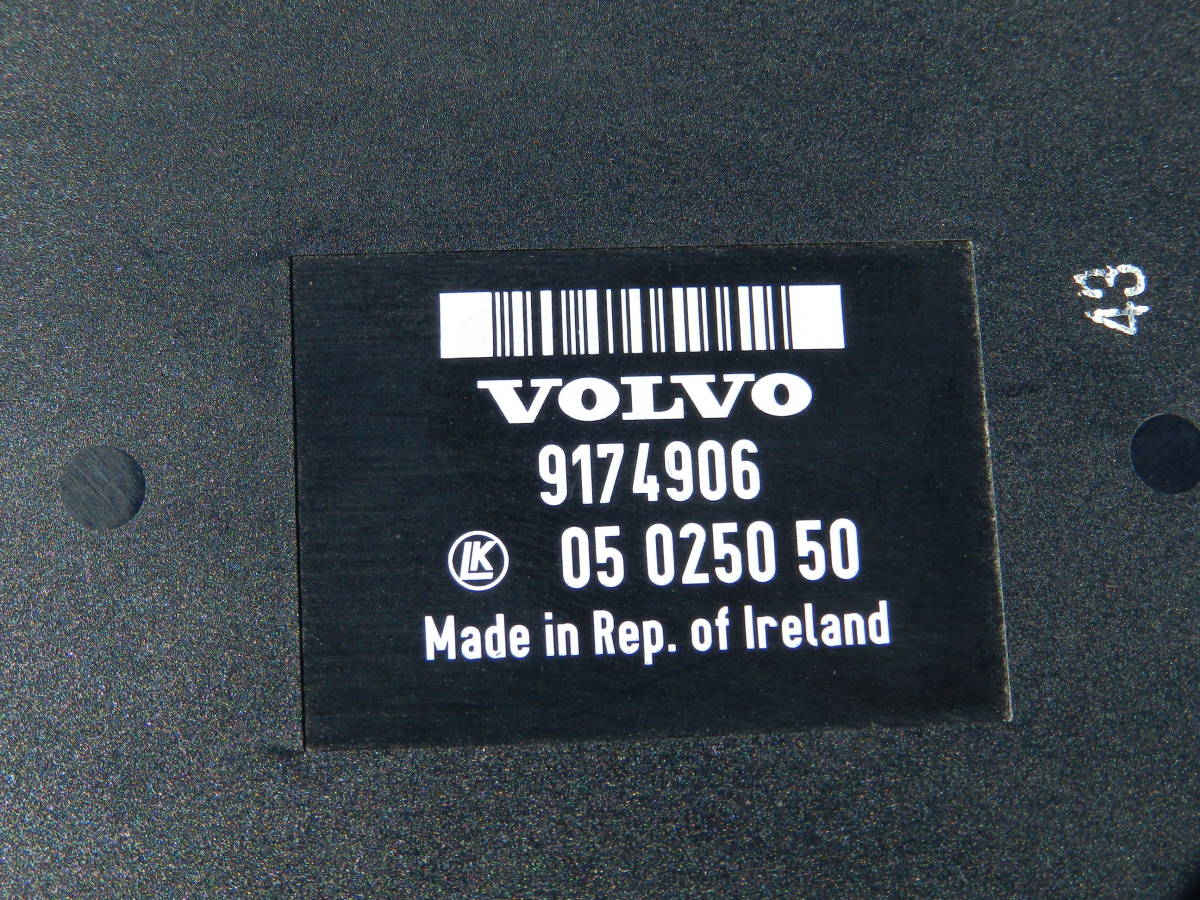 VOLVO
9174906
LK 05 0250 50
Made in Rep. of Ireland
43